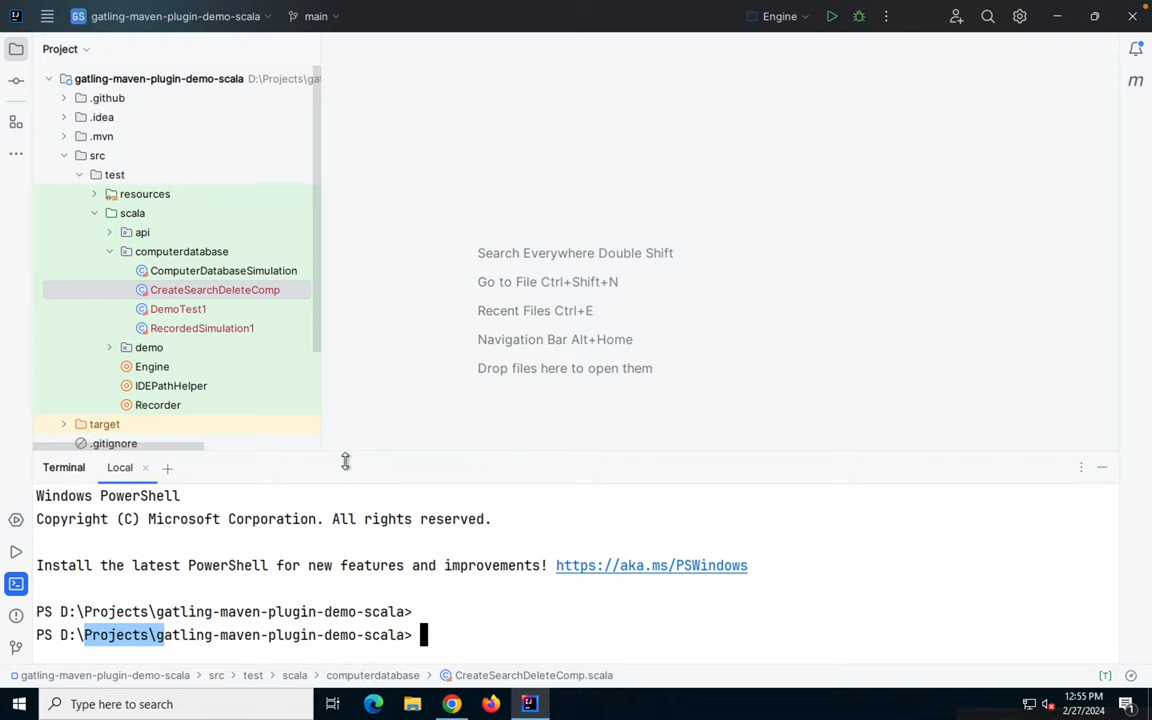 GS gatling-maven-plugin-demo-scala main Engine
Project
gatling-maven-plugin-demo-scala D:\Projects\gat
.github
.idea
.mvn
src
test
resources
scala
api
computerdatabase
ComputerDatabaseSimulation
CreateSearchDeleteComp
DemoTest1
RecordedSimulation1
demo
Engine
IDEPathHelper
Recorder
target
.gitignore
Search Everywhere Double Shift
Go to File Ctrl+Shift+N
Recent Files Ctrl+E
Navigation Bar Alt+Home
Drop files here to open them
Terminal Local
Windows PowerShell
Copyright (C) Microsoft Corporation. All rights reserved.
Install the latest PowerShell for new features and improvements! https://aka.ms/PSWindows
PS D:\Projects\gatling-maven-plugin-demo-scala>
PS D:\Projects\gatling-maven-plugin-demo-scala>
gatling-maven-plugin-demo-scala > src > test > scala > computerdatabase > CreateSearchDeleteComp.scala [T]
Type here to search
12:55 PM
2/27/2024
1